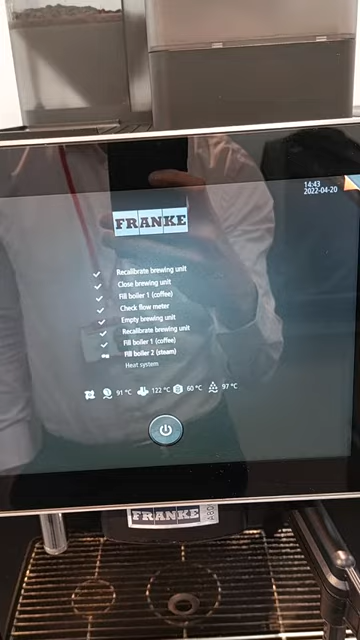 14:43
2022-04-20
FRANKE
Recalibrate brewing unit
Close brewing unit
Fill boiler 1 (coffee)
Check flow meter
Empty brewing unit
Recalibrate brewing unit
Fill boiler 1 (coffee)
Fill boiler 2 (steam)
Heat system
91 °C 122 °C 60 °C 97 °C
FRANKE